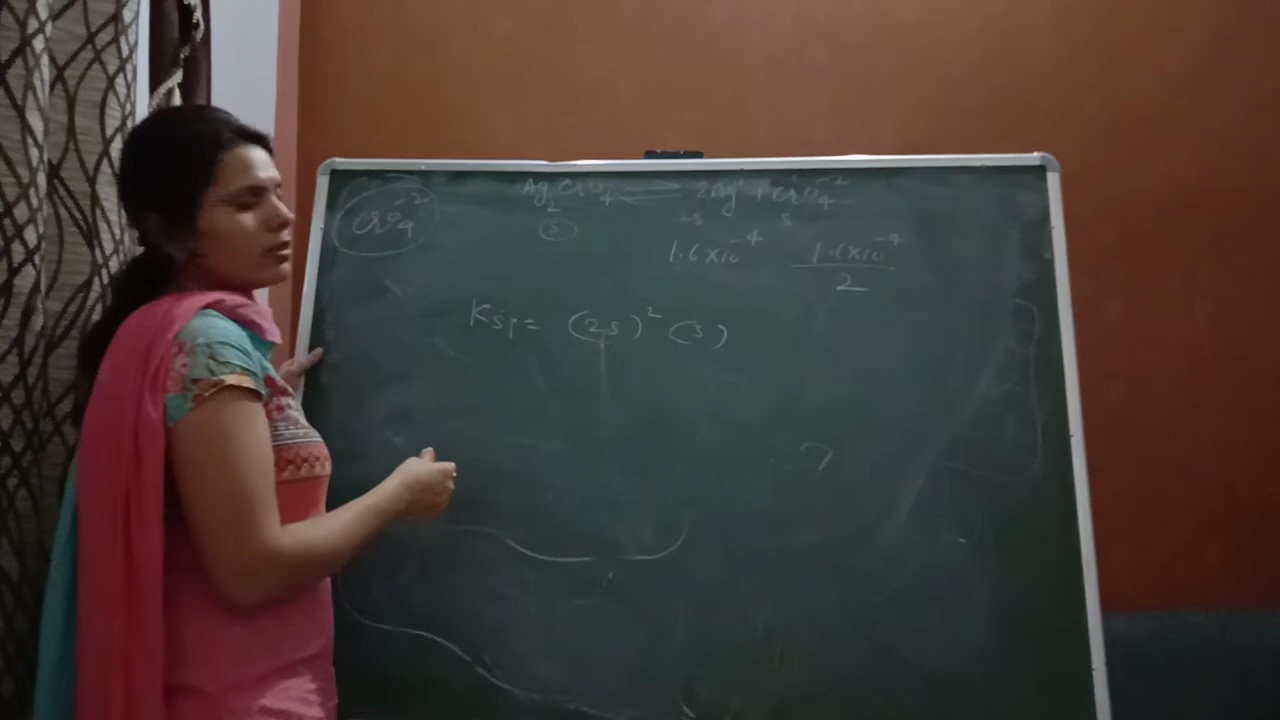 CrO₄⁻²
Ag₂CrO₄ ⇌ 2Ag⁺ + CrO₄⁻²
s 2s s
1.6×10⁻⁴ 1.6×10⁻⁴/2
Ksp = (2s)² (s)